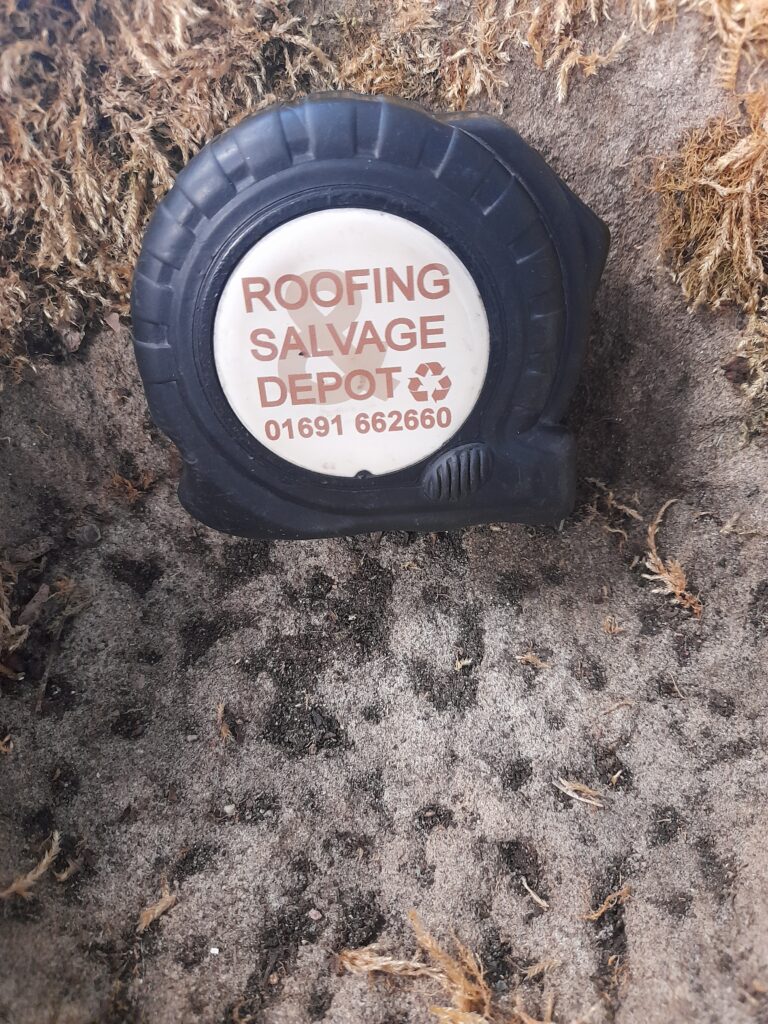 ROOFING
&
SALVAGE
DEPOT
01691 662660